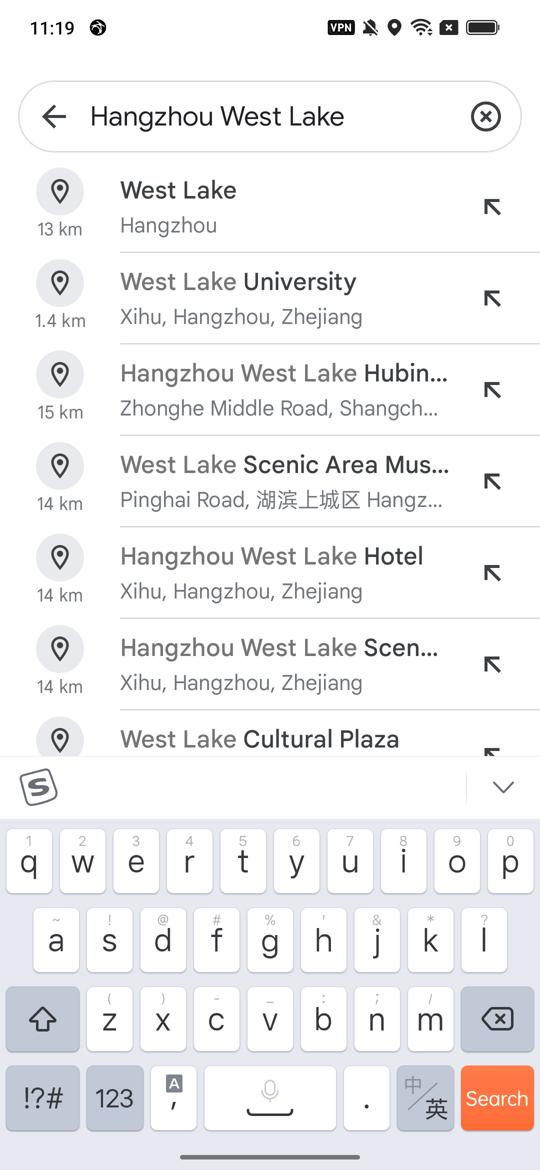 11:19
VPN
Hangzhou West Lake
West Lake
Hangzhou
13 km
West Lake University
Xihu, Hangzhou, Zhejiang
1.4 km
Hangzhou West Lake Hubin...
Zhonghe Middle Road, Shangch...
15 km
West Lake Scenic Area Mus...
Pinghai Road, 湖滨上城区 Hangz...
14 km
Hangzhou West Lake Hotel
Xihu, Hangzhou, Zhejiang
14 km
Hangzhou West Lake Scen...
Xihu, Hangzhou, Zhejiang
14 km
West Lake Cultural Plaza
S
1 2 3 4 5 6 7 8 9 0
q w e r t y u i o p
~ ! @ # % ' & * ?
a s d f g h j k l
( ) - _ : ; /
z x c v b n m
!?# 123 A , . 中/英 Search